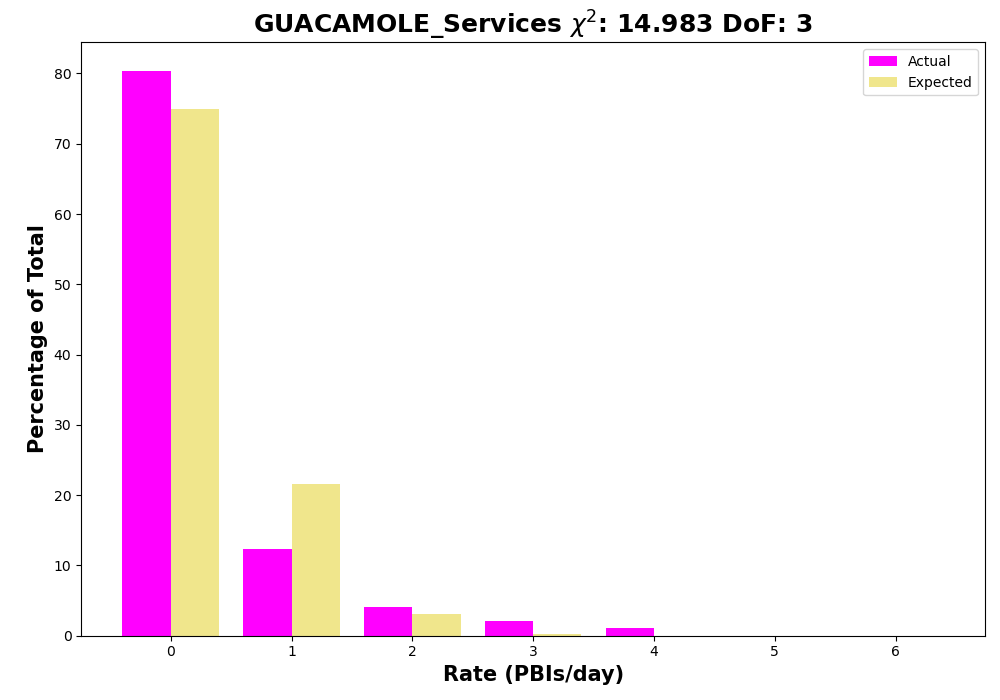 GUACAMOLE_Services χ²: 14.983 DoF: 3
Actual
Expected
Percentage of Total
80
70
60
50
40
30
20
10
0
0 1 2 3 4 5 6
Rate (PBIs/day)